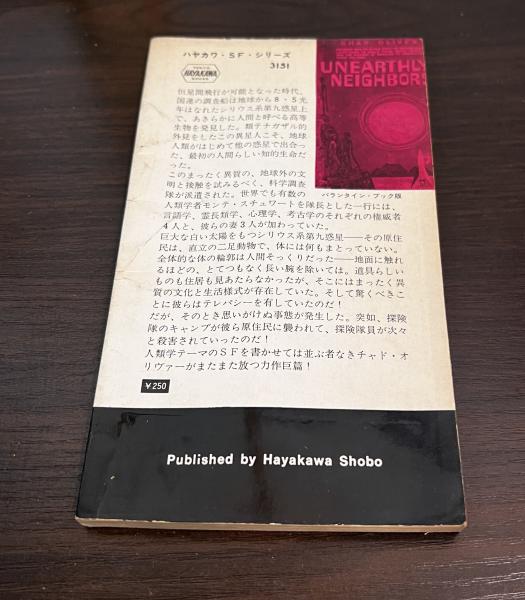 ハヤカワ・SF・シリーズ
3151
HAYAKAWA
CHAD OLIVER
UNEARTHLY
NEIGHBORS
バランタイン・ブック版
恒星間飛行が可能となった時代、
国連の調査船は地球から8・5光
年はなれたシリウス系第九惑星上
で、あきらかに人間と呼べる高等
生物を発見した。類テナガザル的
外見をしたこの異星人こそ、地球
人類がはじめて他の惑星で出合っ
た、最初の人間らしい知的生命だ
った。
このまったく異質の、地球外の文
明と接触を試みるべく、科学調査
隊が派遣された。世界でも有数の
人類学者モンテ・スチュワートを隊長とした一行には、
言語学、霊長類学、心理学、考古学のそれぞれの権威者
4人と、彼らの妻3人が加わっていた。
巨大な白い太陽をもつシリウス系第九惑星――その原住
民は、直立の二足動物で、体には何もまとっていない。
全体的な体の輪郭は人間そっくりだった――地面に触れ
るほどの、とてつもなく長い腕を除いては。道具らしい
ものも住居も見あたらなかったが、そこにはまったく異
質の文化と生活様式が存在していた。そして驚くべきこ
とに彼らはテレパシーを有していたのだ!
だが、そのとき思いがけぬ事態が発生した。突如、探険
隊のキャンプが彼ら原住民に襲われて、探険隊員が次々
と殺害されていったのだ!
人類学テーマのSFを書かせては並ぶ者なきチャド・オ
リヴァーがまたまた放つ力作巨篇!
¥250
Published by Hayakawa Shobo